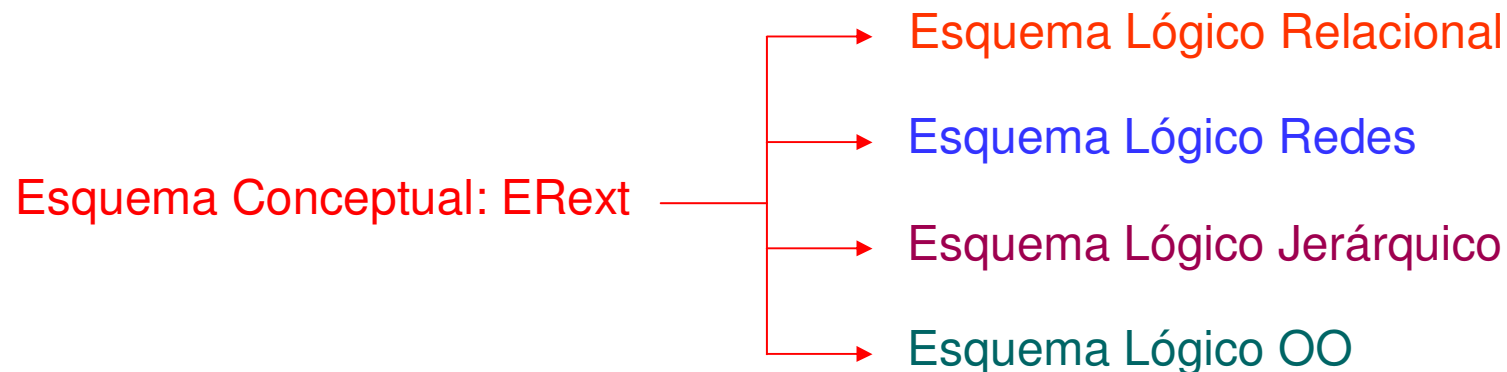 Esquema Lógico Relacional
Esquema Lógico Redes
Esquema Conceptual: ERext
Esquema Lógico Jerárquico
Esquema Lógico OO